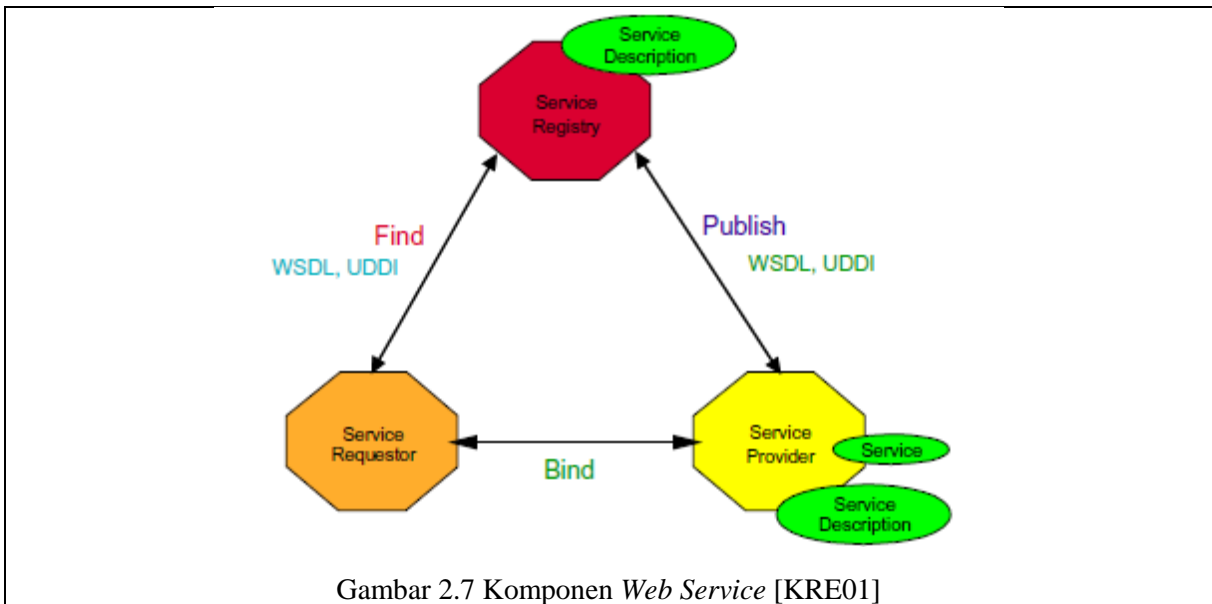 Service
Description
Service
Registry
Find
WSDL, UDDI
Publish
WSDL, UDDI
Service
Requestor
Bind
Service
Provider
Service
Service
Description
Gambar 2.7 Komponen Web Service [KRE01]